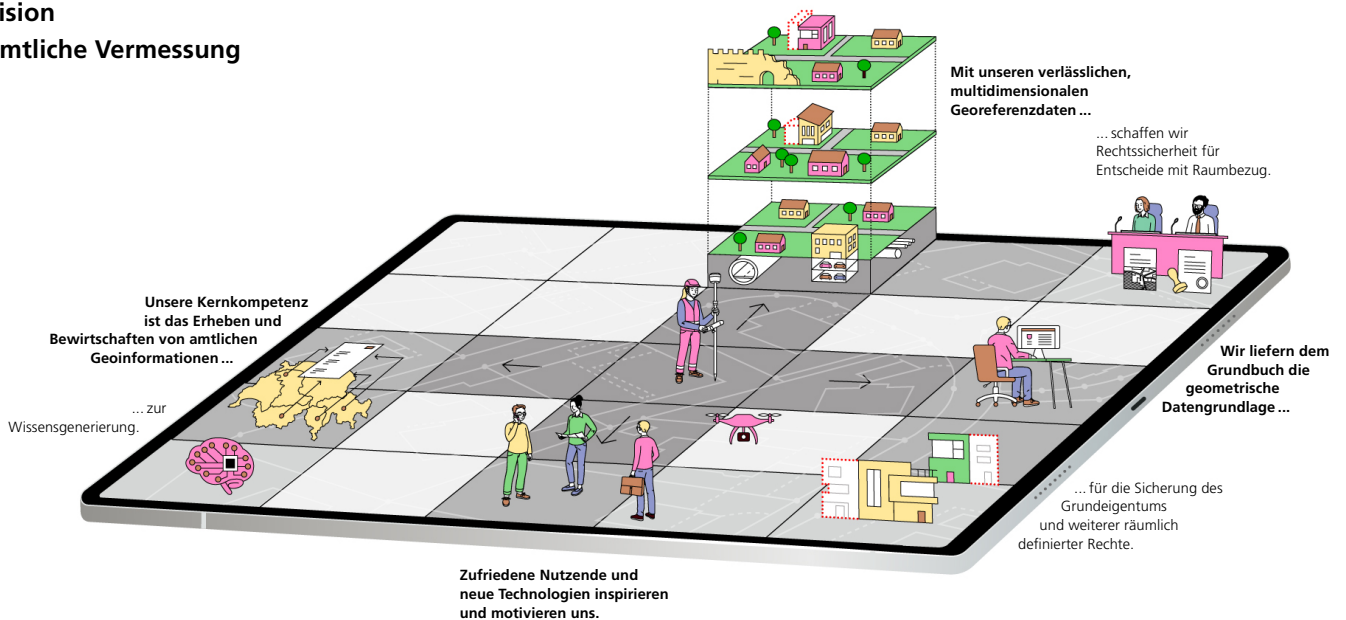 ision
mtliche Vermessung
Mit unseren verlässlichen,
multidimensionalen
Georeferenzdaten ...
... schaffen wir
Rechtssicherheit für
Entscheide mit Raumbezug.
Unsere Kernkompetenz
ist das Erheben und
Bewirtschaften von amtlichen
Geoinformationen ...
... zur
Wissensgenerierung.
Wir liefern dem
Grundbuch die
geometrische
Datengrundlage ...
... für die Sicherung des
Grundeigentums
und weiterer räumlich
definierter Rechte.
Zufriedene Nutzende und
neue Technologien inspirieren
und motivieren uns.